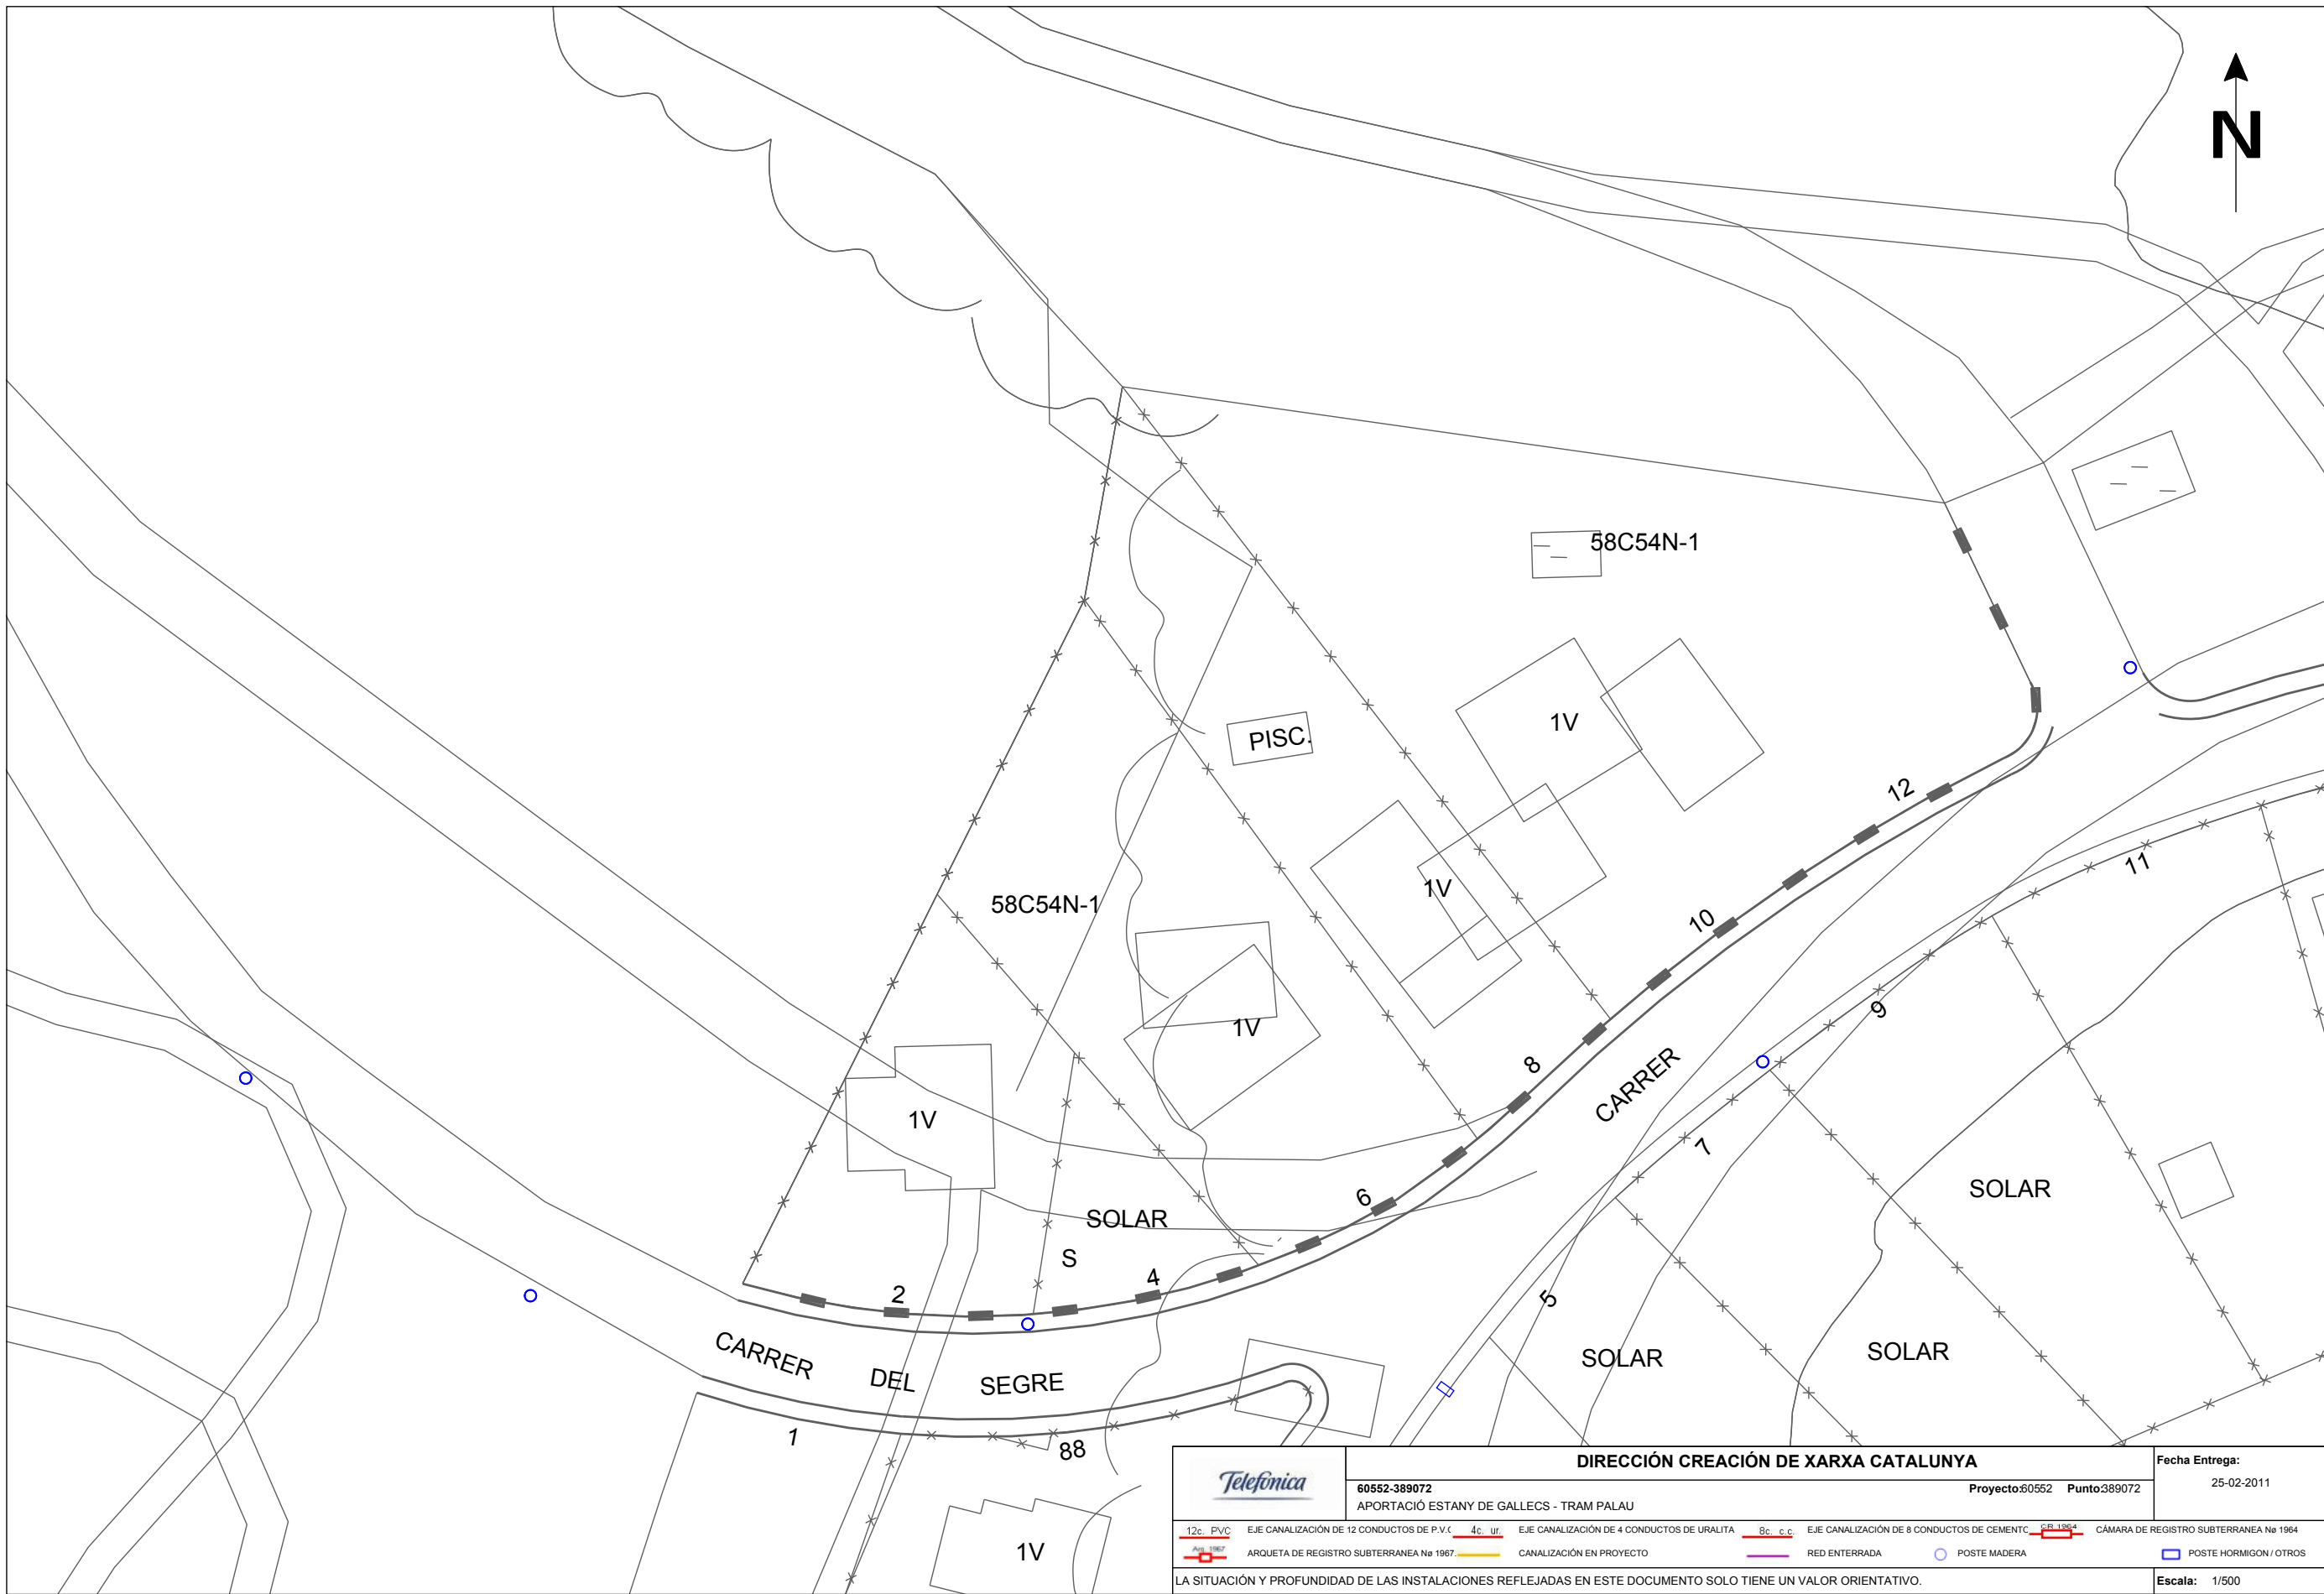 N
58C54N-1
PISC.
1V
12
11
1V
58C54N-1
10
1V
9
8
CARRER
1V
7
6
SOLAR
SOLAR
S
4
2
5
CARRER DEL SEGRE
SOLAR
SOLAR
1
88
1V
Telefónica
DIRECCIÓN CREACIÓN DE XARXA CATALUNYA
Fecha Entrega:
25-02-2011
60552-389072
Proyecto:60552 Punto:389072
APORTACIÓ ESTANY DE GALLECS - TRAM PALAU
12c. PVC EJE CANALIZACIÓN DE 12 CONDUCTOS DE P.V.C 4c. ur. EJE CANALIZACIÓN DE 4 CONDUCTOS DE URALITA 8c. c.c. EJE CANALIZACIÓN DE 8 CONDUCTOS DE CEMENTO C.R. 1964 CÁMARA DE REGISTRO SUBTERRANEA Nø 1964
Arq. 1967 ARQUETA DE REGISTRO SUBTERRANEA Nø 1967. CANALIZACIÓN EN PROYECTO RED ENTERRADA POSTE MADERA POSTE HORMIGON / OTROS
LA SITUACIÓN Y PROFUNDIDAD DE LAS INSTALACIONES REFLEJADAS EN ESTE DOCUMENTO SOLO TIENE UN VALOR ORIENTATIVO.
Escala: 1/500